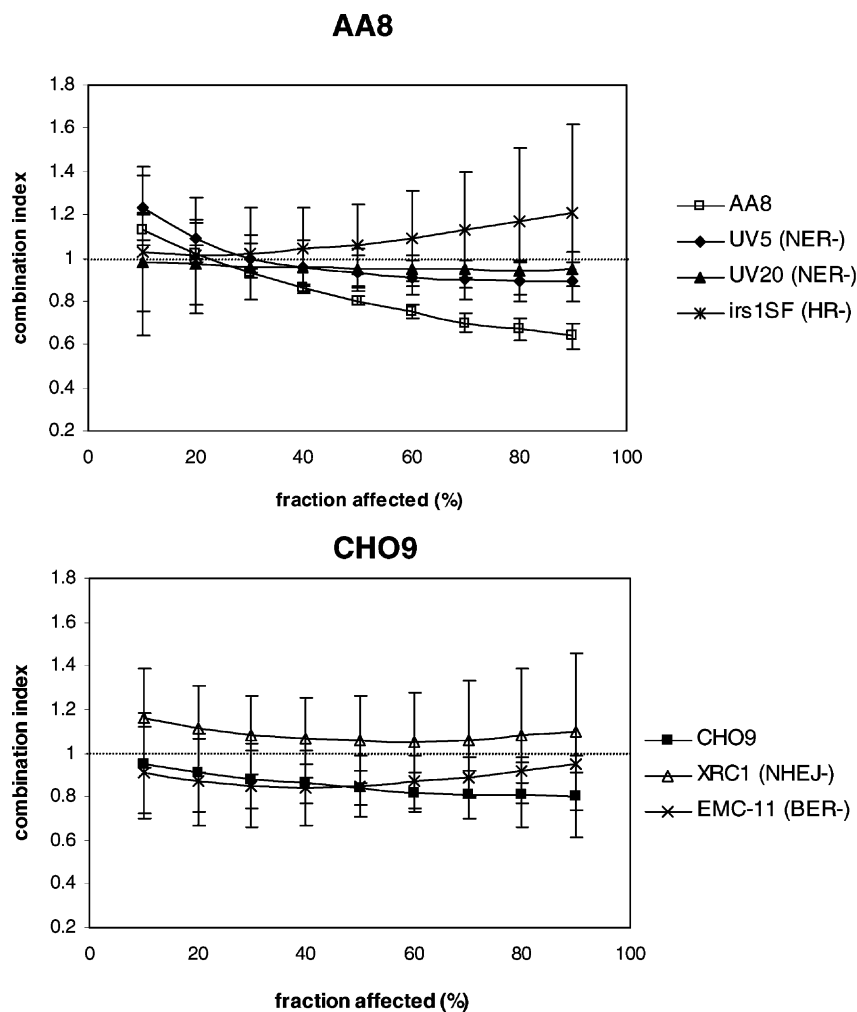 AA8
1.8
1.6
1.4
1.2
1
0.8
0.6
0.4
0.2
combination index
0 20 40 60 80 100
fraction affected (%)
AA8
UV5 (NER-)
UV20 (NER-)
irs1SF (HR-)
CHO9
1.8
1.6
1.4
1.2
1
0.8
0.6
0.4
0.2
combination index
0 20 40 60 80 100
fraction affected (%)
CHO9
XRC1 (NHEJ-)
EMC-11 (BER-)